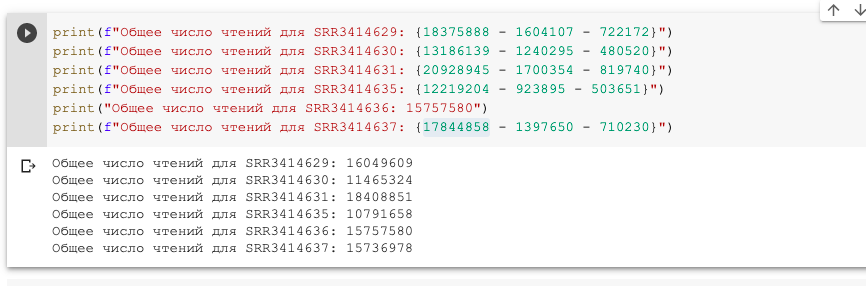 print(f"Общее число чтений для SRR3414629: {18375888 - 1604107 - 722172}")
print(f"Общее число чтений для SRR3414630: {13186139 - 1240295 - 480520}")
print(f"Общее число чтений для SRR3414631: {20928945 - 1700354 - 819740}")
print(f"Общее число чтений для SRR3414635: {12219204 - 923895 - 503651}")
print("Общее число чтений для SRR3414636: 15757580")
print(f"Общее число чтений для SRR3414637: {17844858 - 1397650 - 710230}")
Общее число чтений для SRR3414629: 16049609
Общее число чтений для SRR3414630: 11465324
Общее число чтений для SRR3414631: 18408851
Общее число чтений для SRR3414635: 10791658
Общее число чтений для SRR3414636: 15757580
Общее число чтений для SRR3414637: 15736978